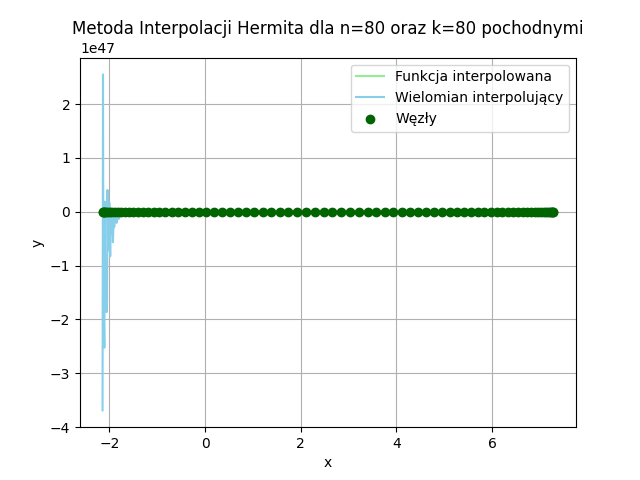 Metoda Interpolacji Hermita dla n=80 oraz k=80 pochodnymi
1e47
Funkcja interpolowana
Wielomian interpolujący
Węzły
2
1
0
−1
−2
−3
−4
y
−2 0 2 4 6
x